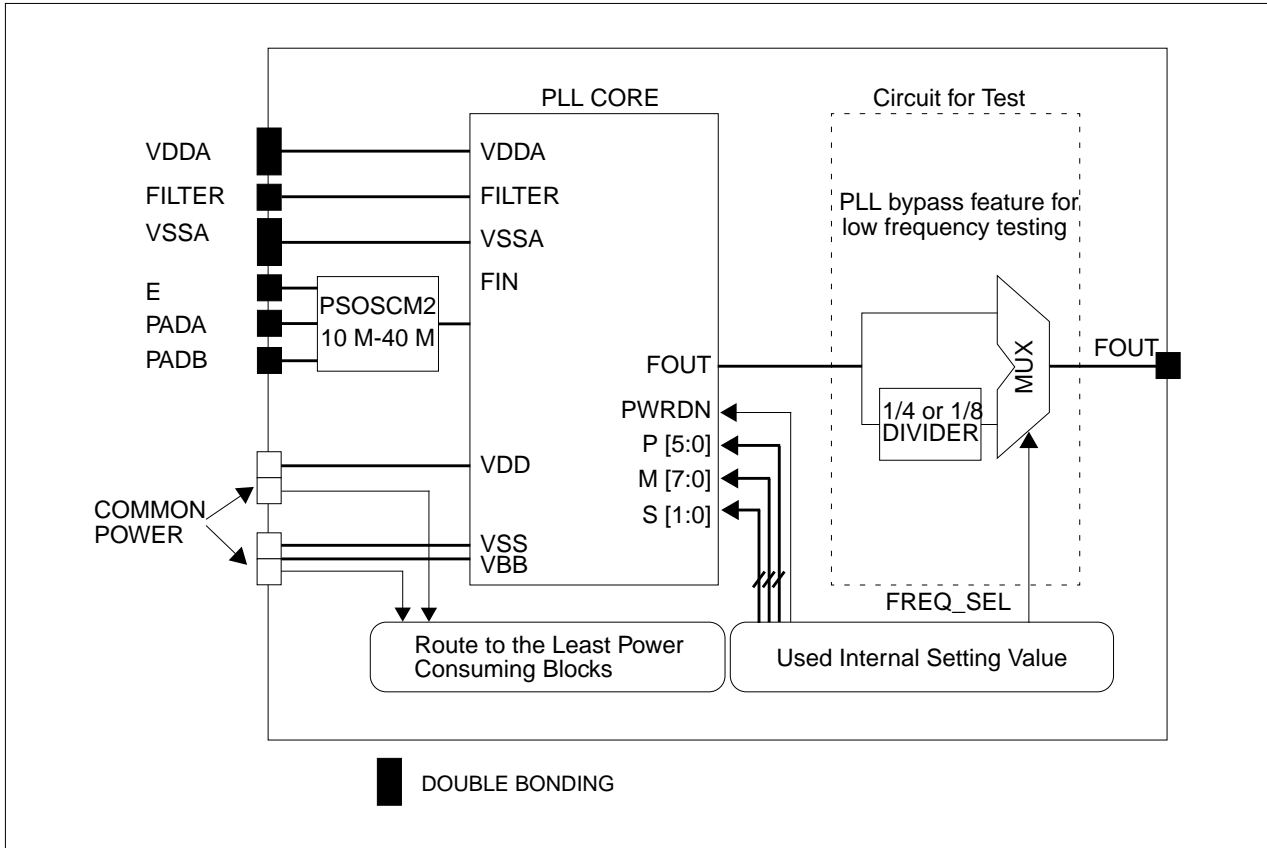 PLL CORE
Circuit for Test
VDDA
FILTER
VSSA
E
PADA
PADB
PSOSCM2
10 M-40 M
VDDA
FILTER
VSSA
FIN
FOUT
PWRDN
P [5:0]
M [7:0]
S [1:0]
VDD
VSS
VBB
COMMON
POWER
PLL bypass feature for
low frequency testing
1/4 or 1/8
DIVIDER
MUX
FOUT
FREQ_SEL
Route to the Least Power
Consuming Blocks
Used Internal Setting Value
DOUBLE BONDING